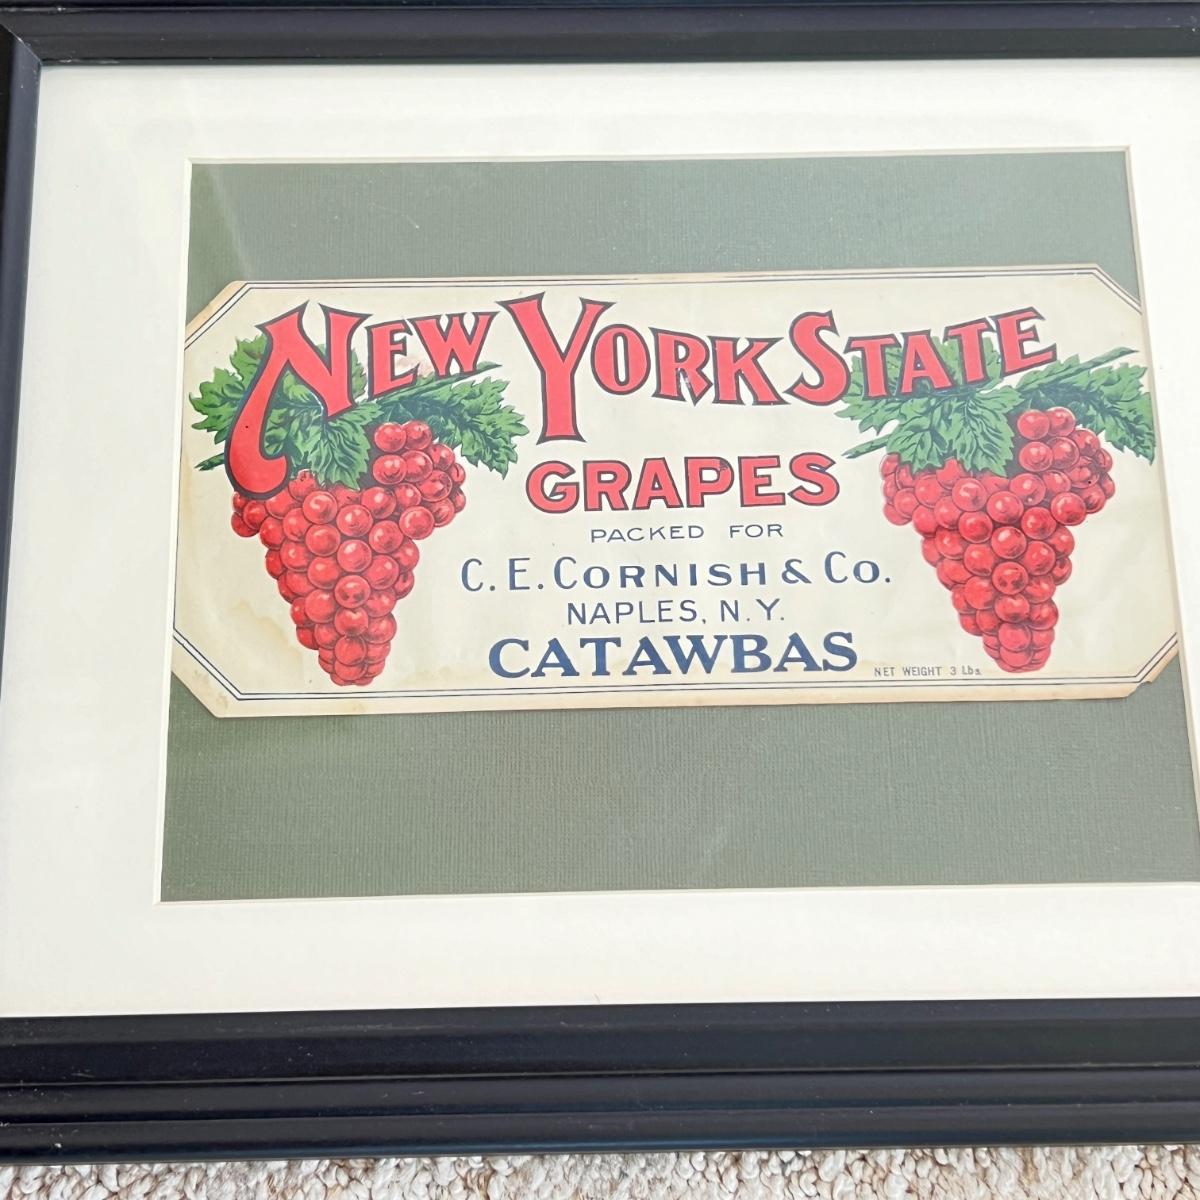 NEW YORK STATE
GRAPES
PACKED FOR
C. E. CORNISH & CO.
NAPLES, N. Y.
CATAWBAS
NET WEIGHT 3 Lbs.